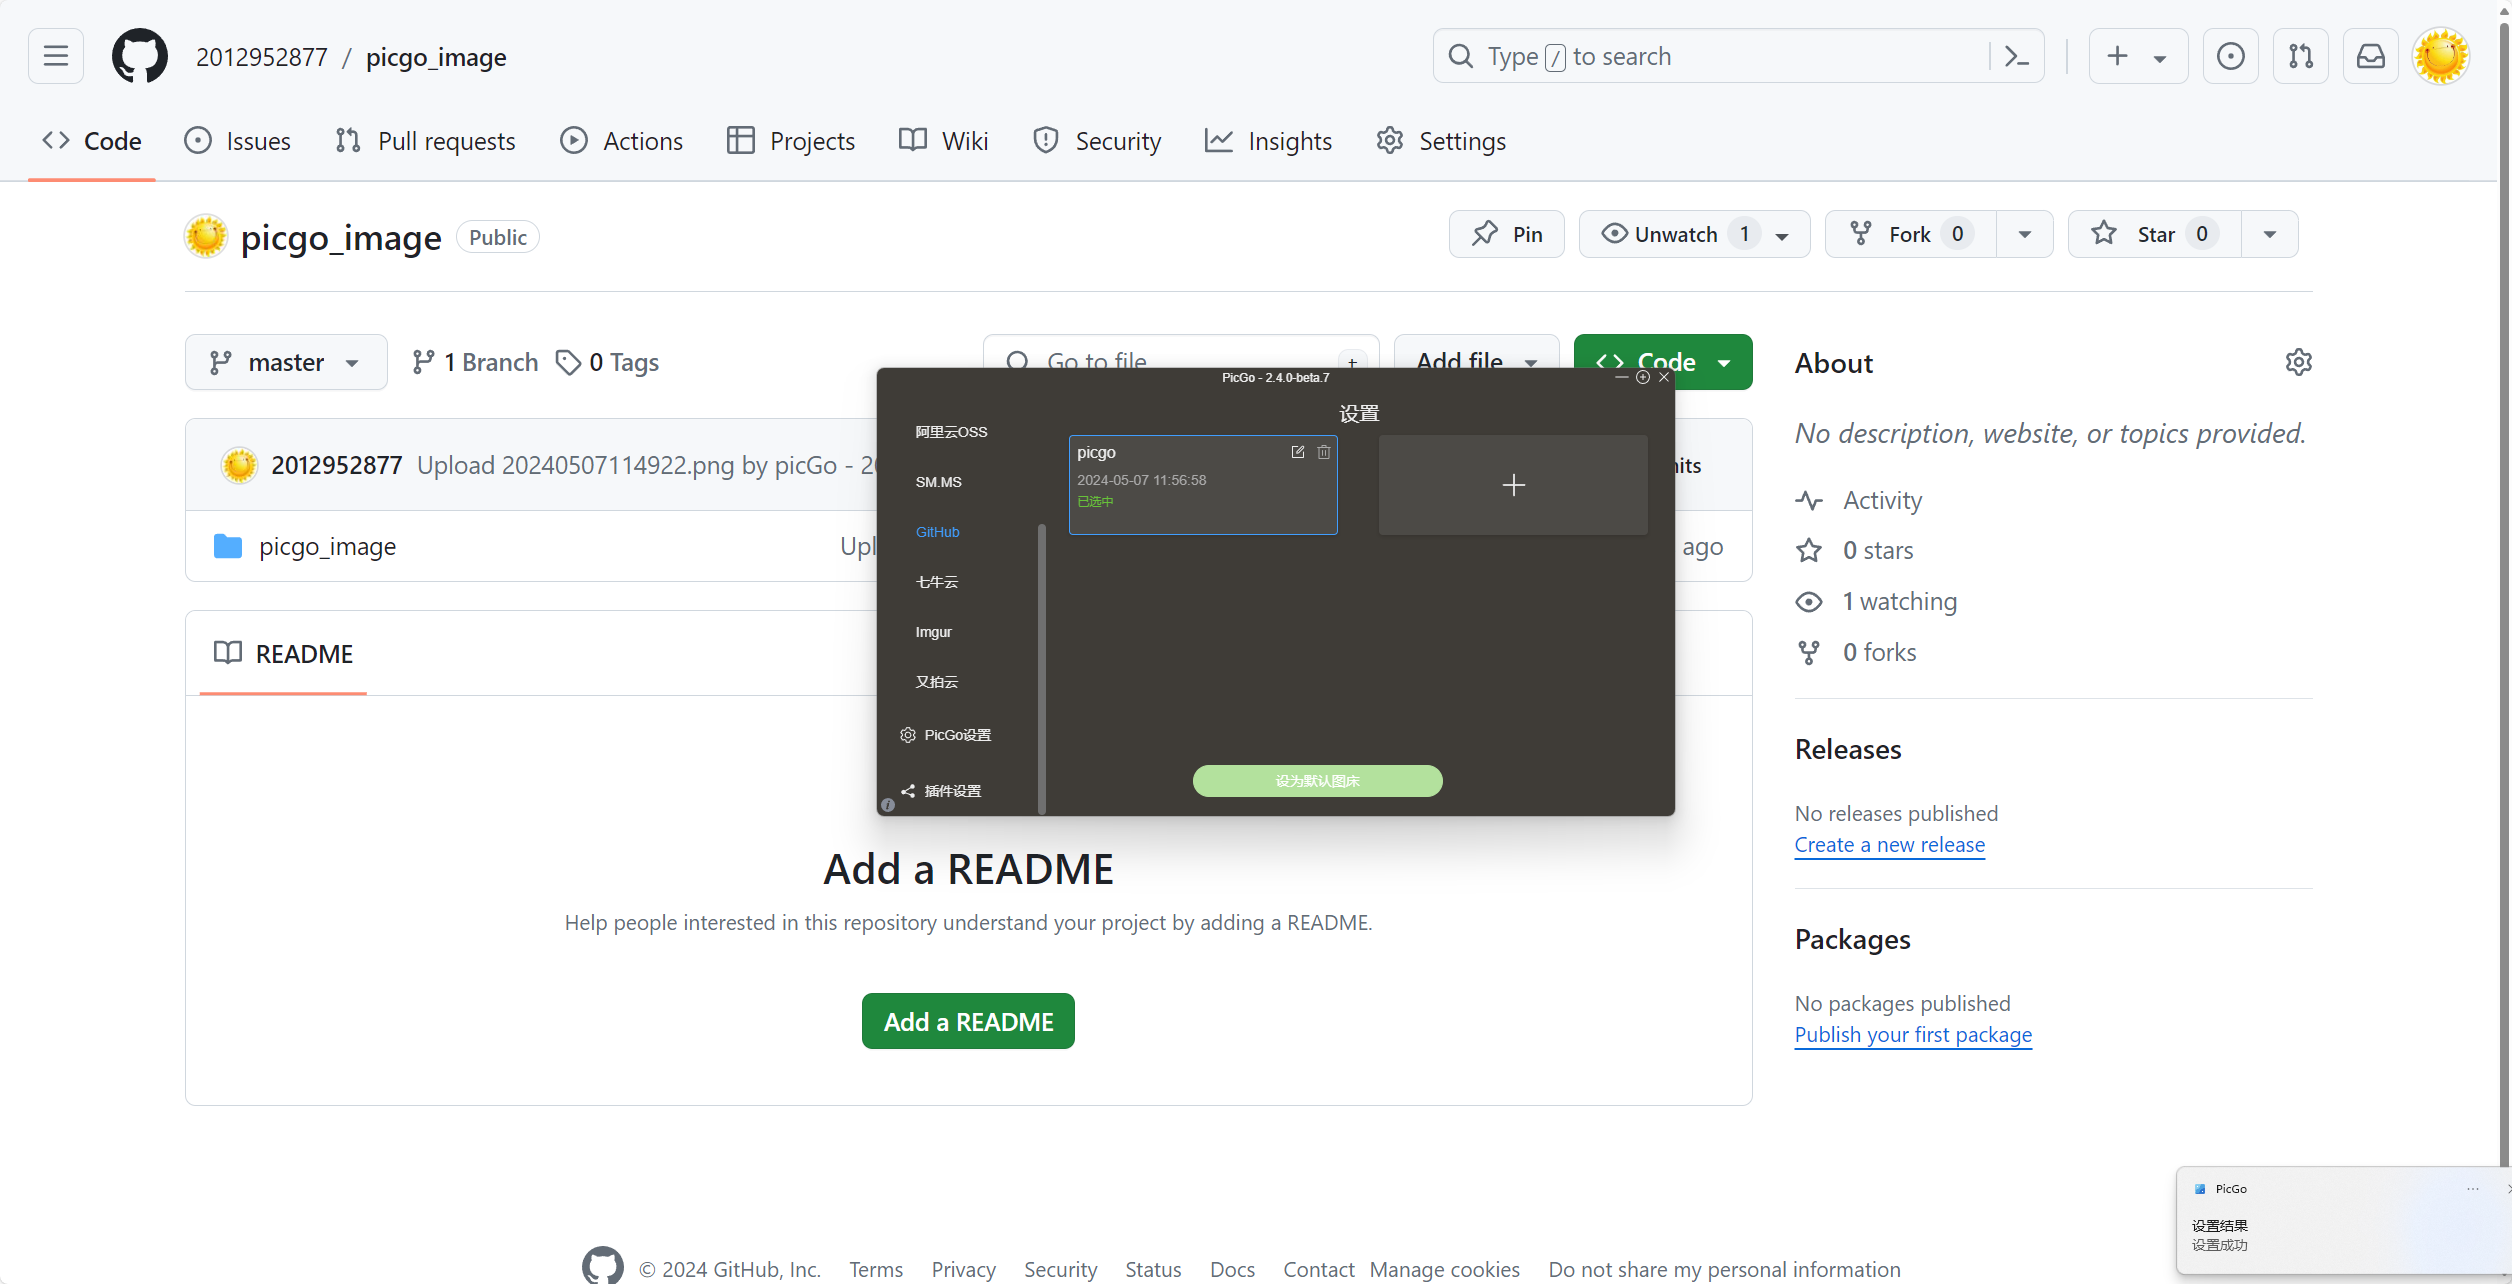 2012952877 / picgo_image
Type / to search
Code
Issues
Pull requests
Actions
Projects
Wiki
Security
Insights
Settings
picgo_image Public
Pin
Unwatch 1
Fork 0
Star 0
master
1 Branch
0 Tags
Go to file
+
Add file
Code
2012952877 Upload 20240507114922.png by picGo - 
picgo_image
ago
README
Add a README
Help people interested in this repository understand your project by adding a README.
Add a README
About
No description, website, or topics provided.
Activity
0 stars
1 watching
0 forks
Releases
No releases published
Create a new release
Packages
No packages published
Publish your first package
PicGo - 2.4.0-beta.7
设置
阿里云OSS
SM.MS
GitHub
七牛云
Imgur
又拍云
PicGo设置
插件设置
picgo
2024-05-07 11:56:58
已选中
设为默认图床
PicGo
设置结果
设置成功
© 2024 GitHub, Inc. Terms Privacy Security Status Docs Contact Manage cookies Do not share my personal information